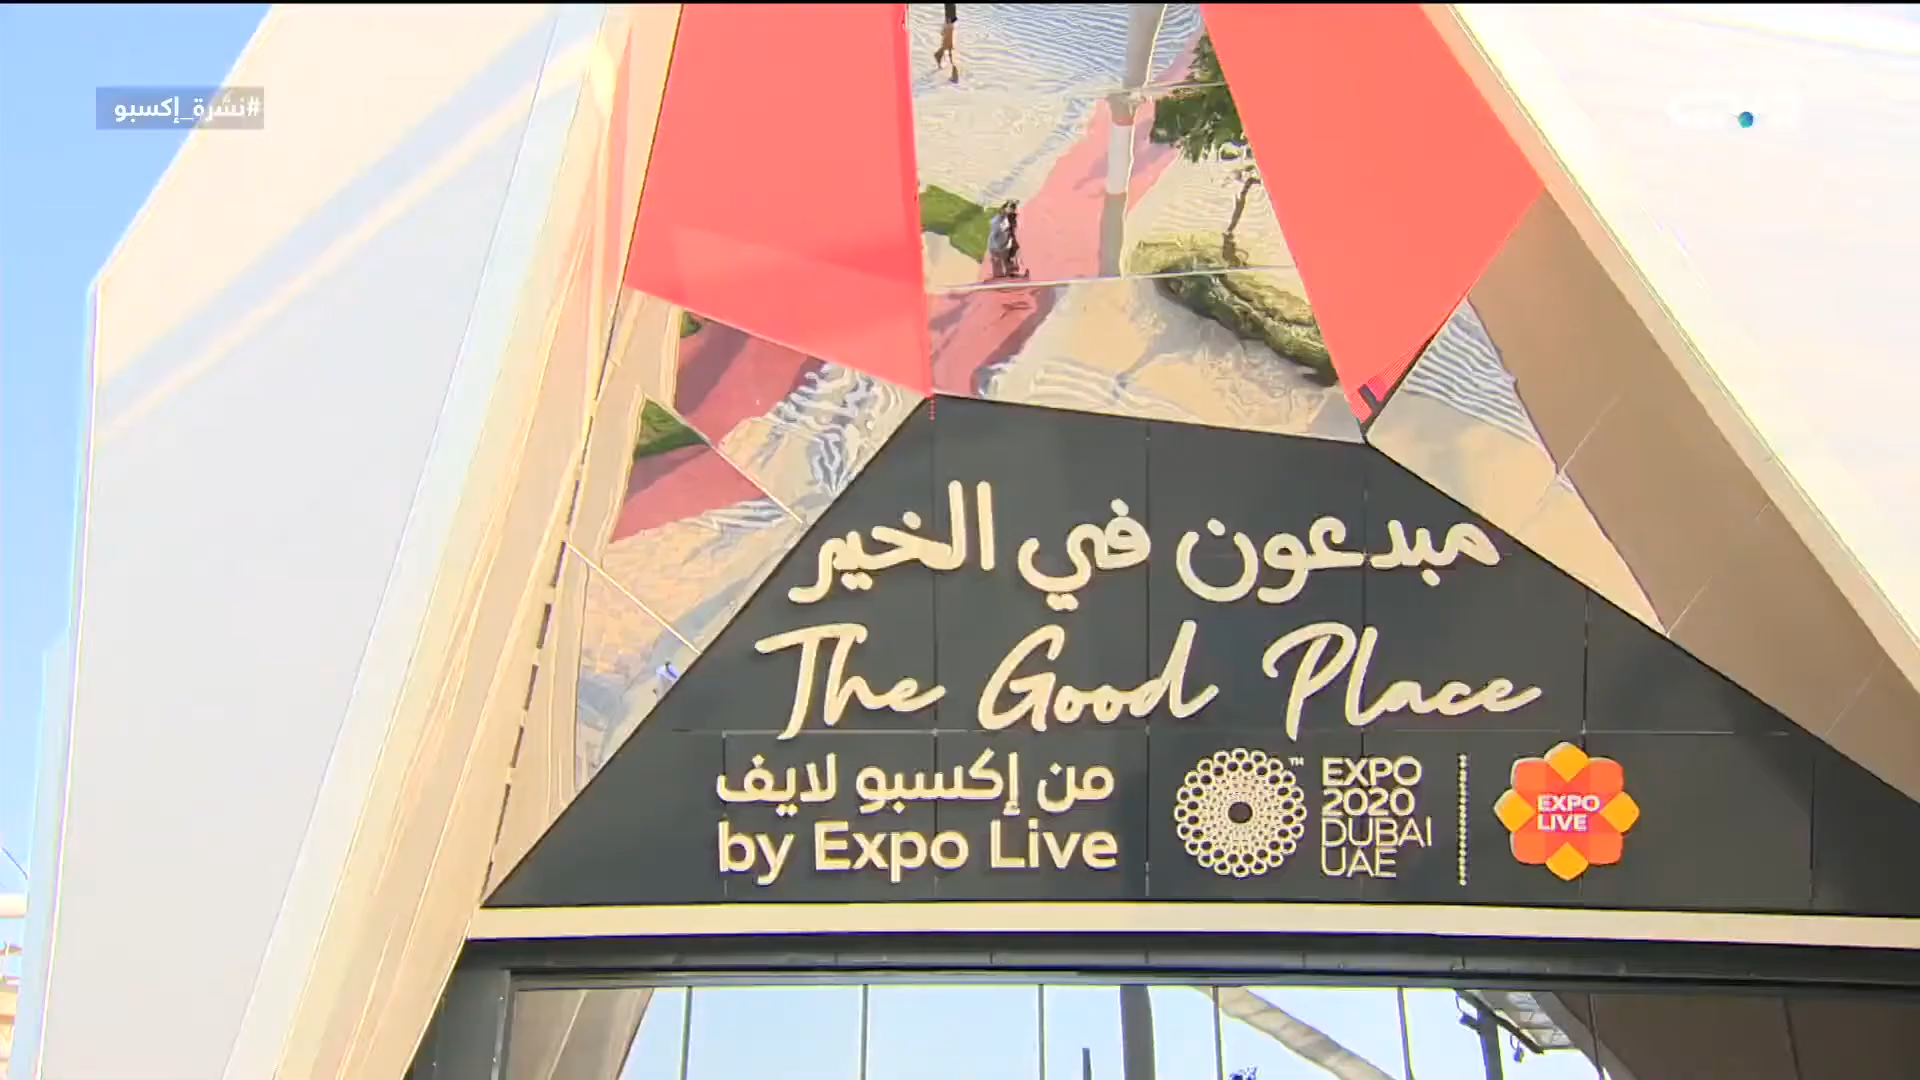 #نشرة_إكسبو
مبدعون في الخير
The Good Place
من إكسبو لايف
by Expo Live
EXPO
2020
DUBAI
UAE
EXPO
LIVE